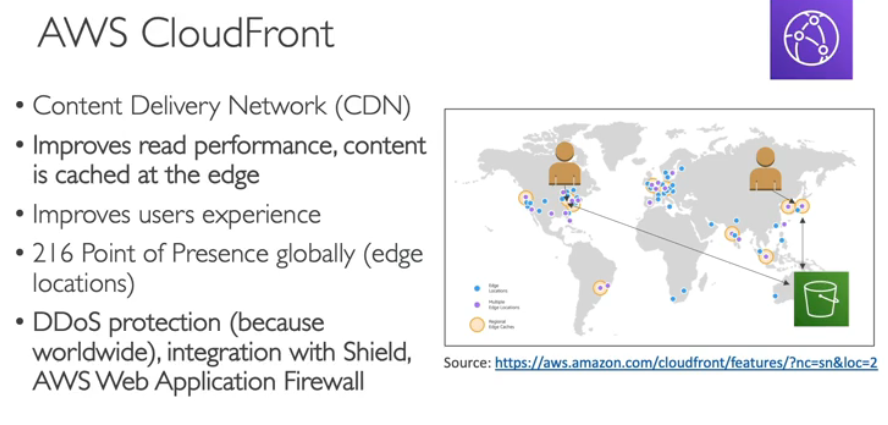 AWS CloudFront
• Content Delivery Network (CDN)
• Improves read performance, content
is cached at the edge
• Improves users experience
• 216 Point of Presence globally (edge
locations)
• DDoS protection (because
worldwide), integration with Shield,
AWS Web Application Firewall
Edge
Locations
Multiple
Edge Locations
Regional
Edge Caches
Source: https://aws.amazon.com/cloudfront/features/?nc=sn&loc=2